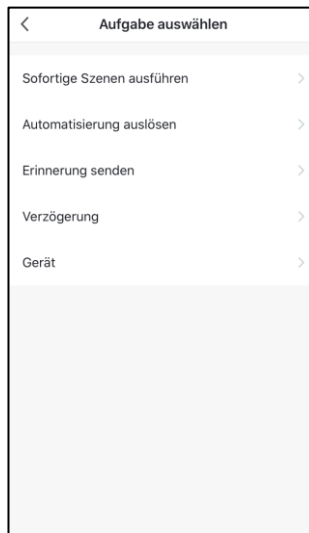 Aufgabe auswählen
Sofortige Szenen ausführen
Automatisierung auslösen
Erinnerung senden
Verzögerung
Gerät